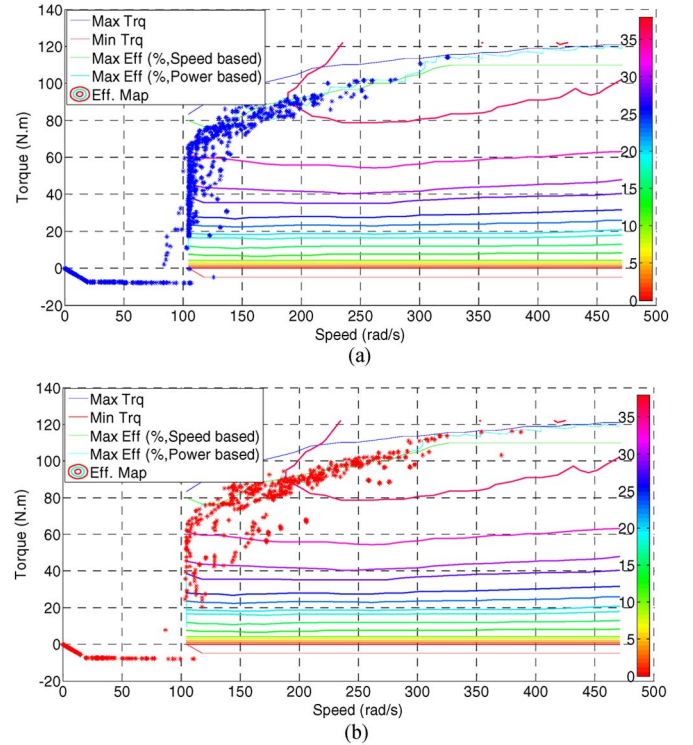 140
120
100
80
60
40
20
0
-20
Torque (N.m)
Max Trq
Min Trq
Max Eff (%,Speed based)
Max Eff (%,Power based)
Eff. Map
35
30
25
20
15
10
5
0
0 50 100 150 200 250 300 350 400 450 500
Speed (rad/s)
(a)
140
120
100
80
60
40
20
0
-20
Torque (N.m)
Max Trq
Min Trq
Max Eff (%,Speed based)
Max Eff (%,Power based)
Eff. Map
35
30
25
20
15
10
5
0
0 50 100 150 200 250 300 350 400 450 500
Speed (rad/s)
(b)